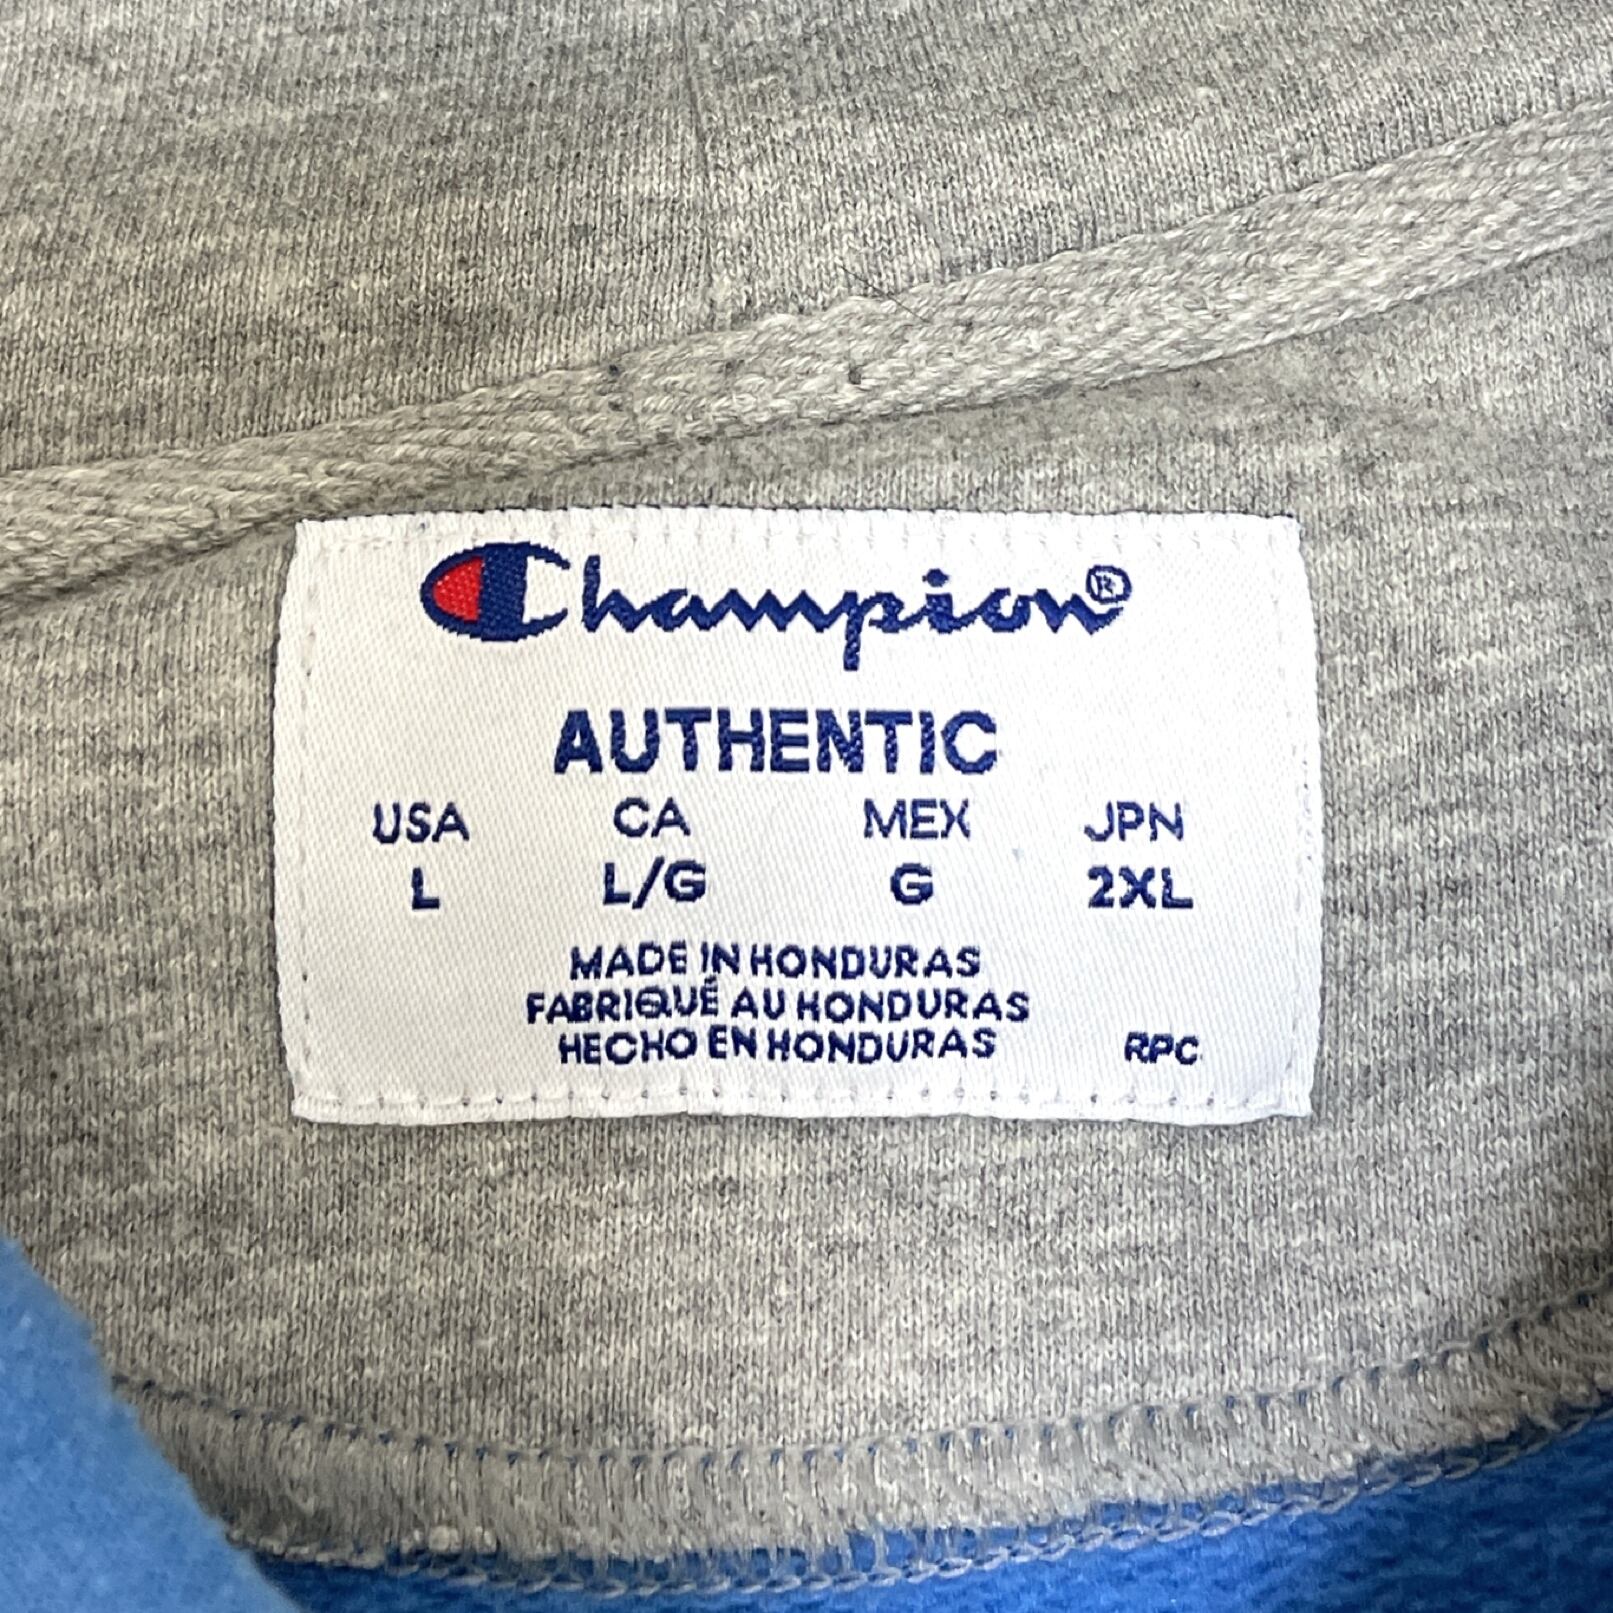 Champion®
AUTHENTIC
USA CA MEX JPN
L L/G G 2XL
MADE IN HONDURAS
FABRIQUÉ AU HONDURAS
HECHO EN HONDURAS RPC